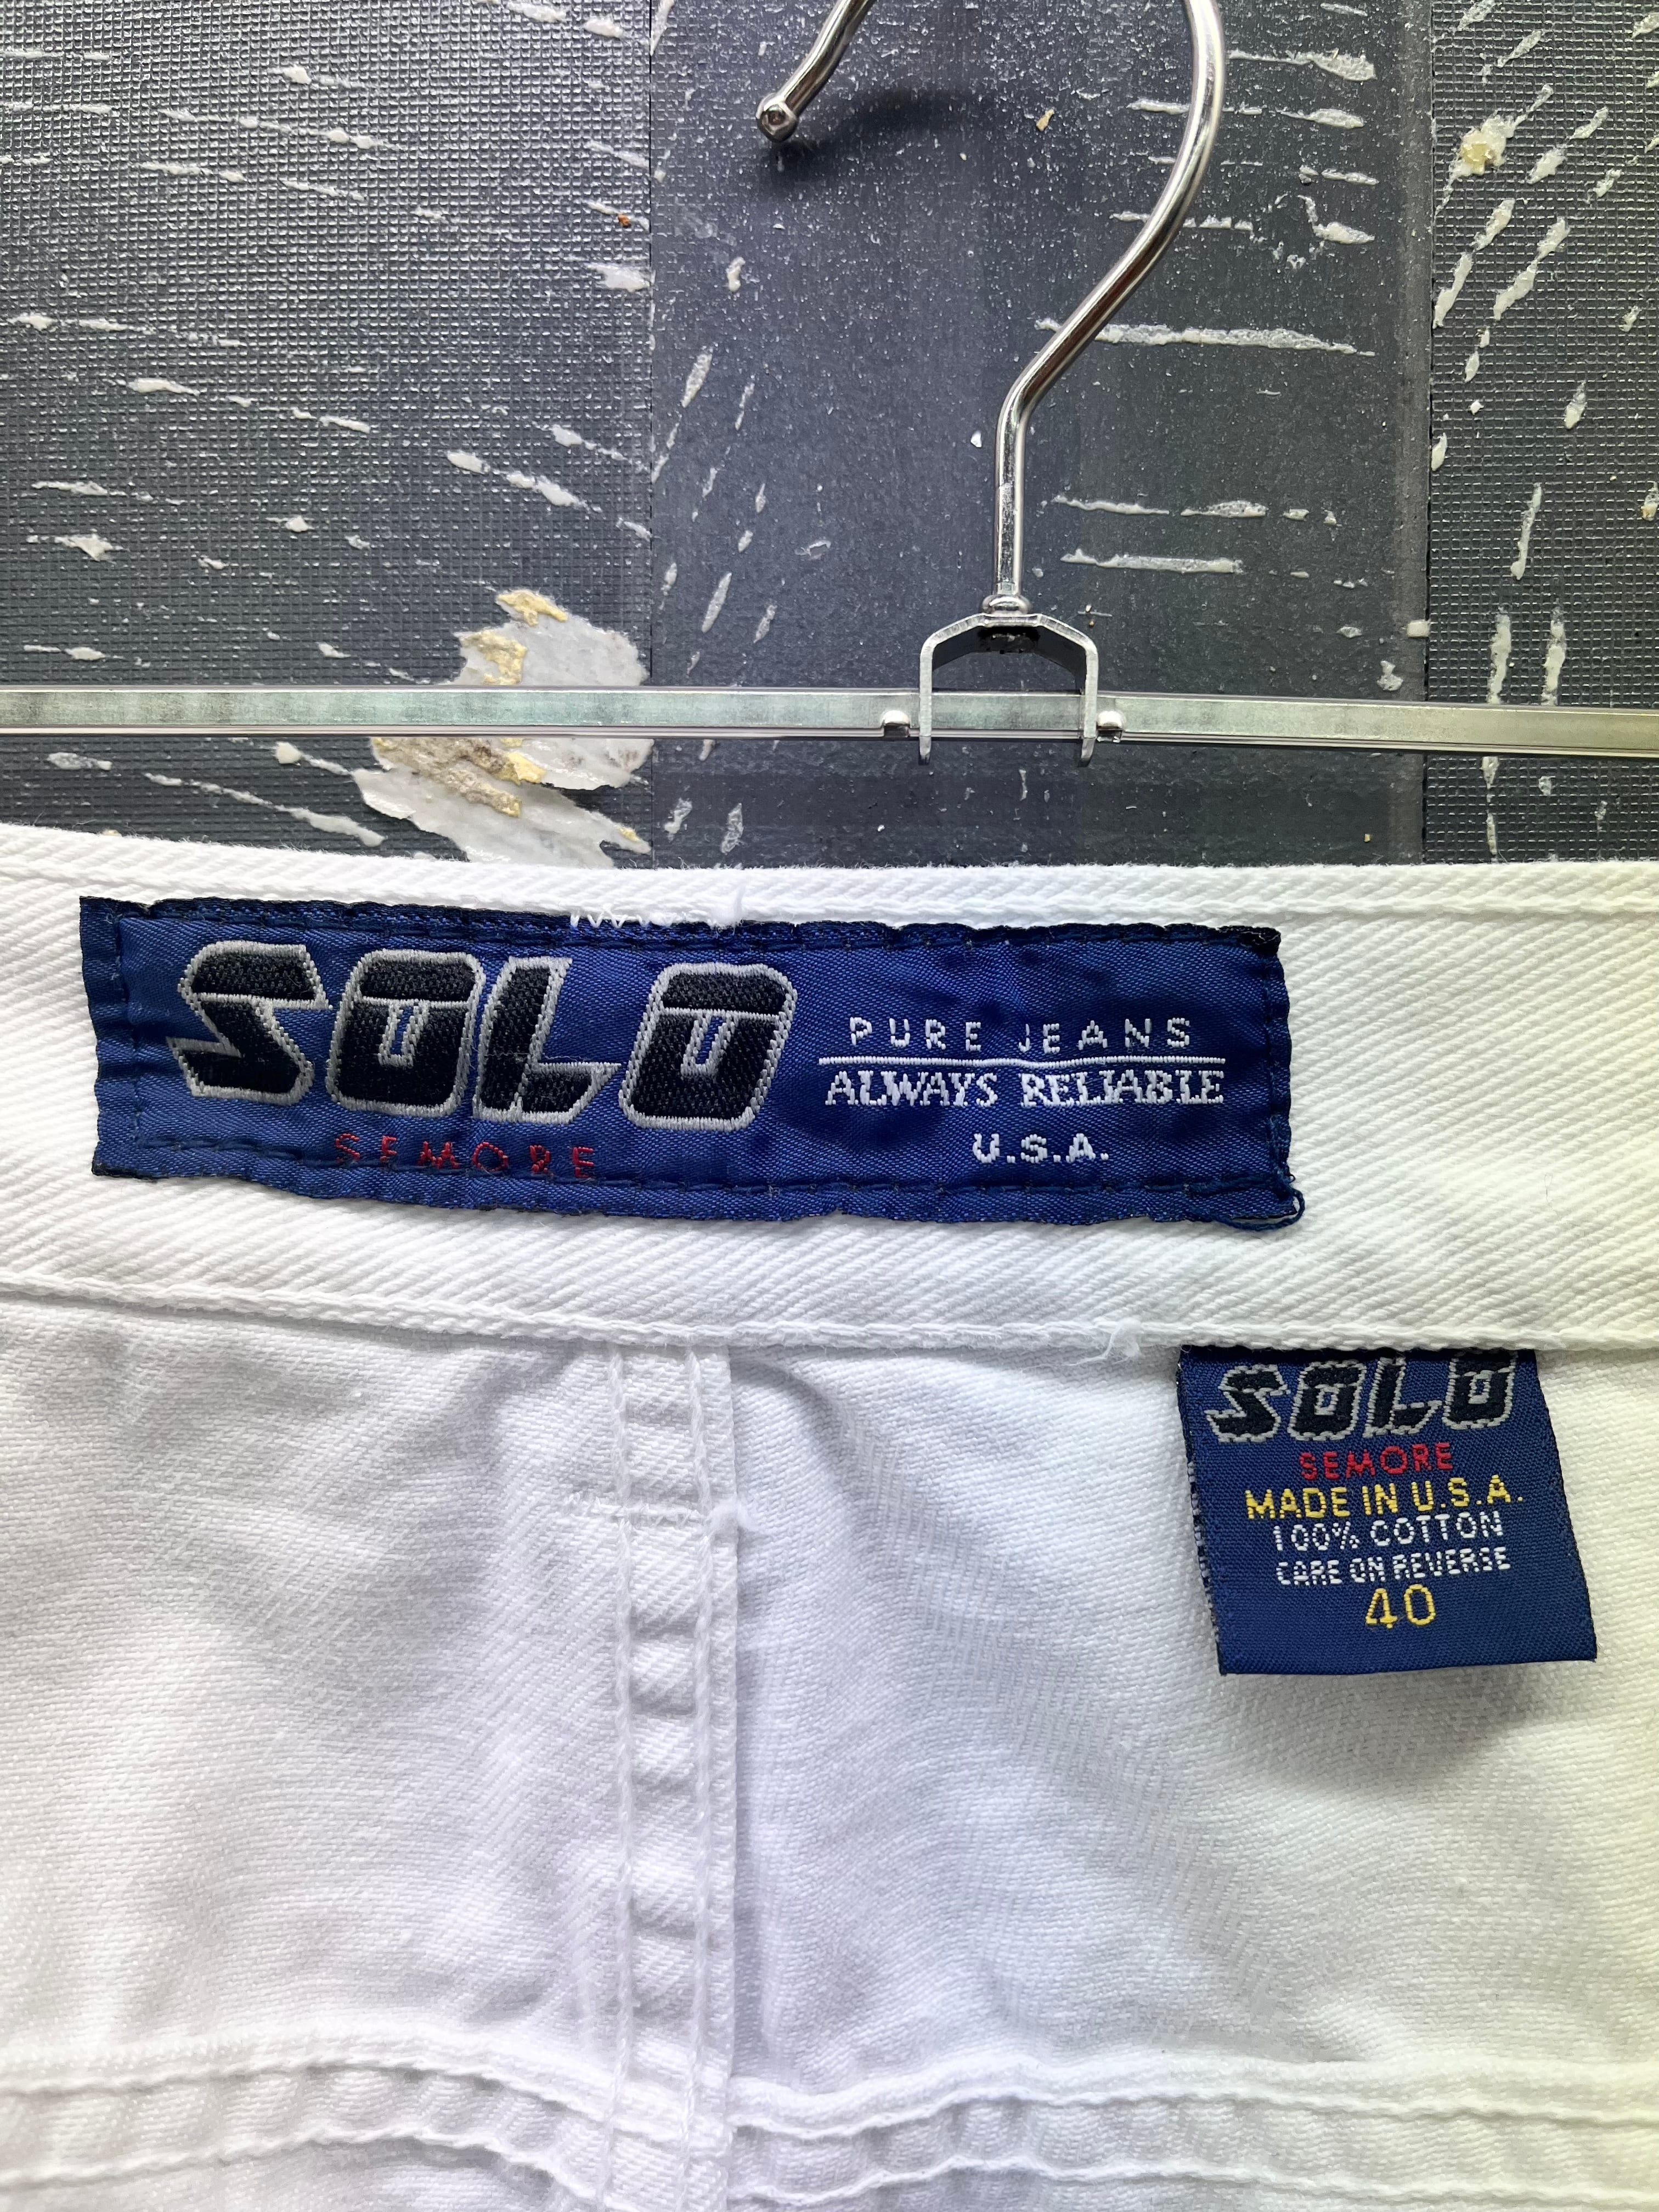 SOLO
SEMORE
PURE JEANS
ALWAYS RELIABLE
U.S.A.
SOLO
SEMORE
MADE IN U.S.A.
100% COTTON
CARE ON REVERSE
40